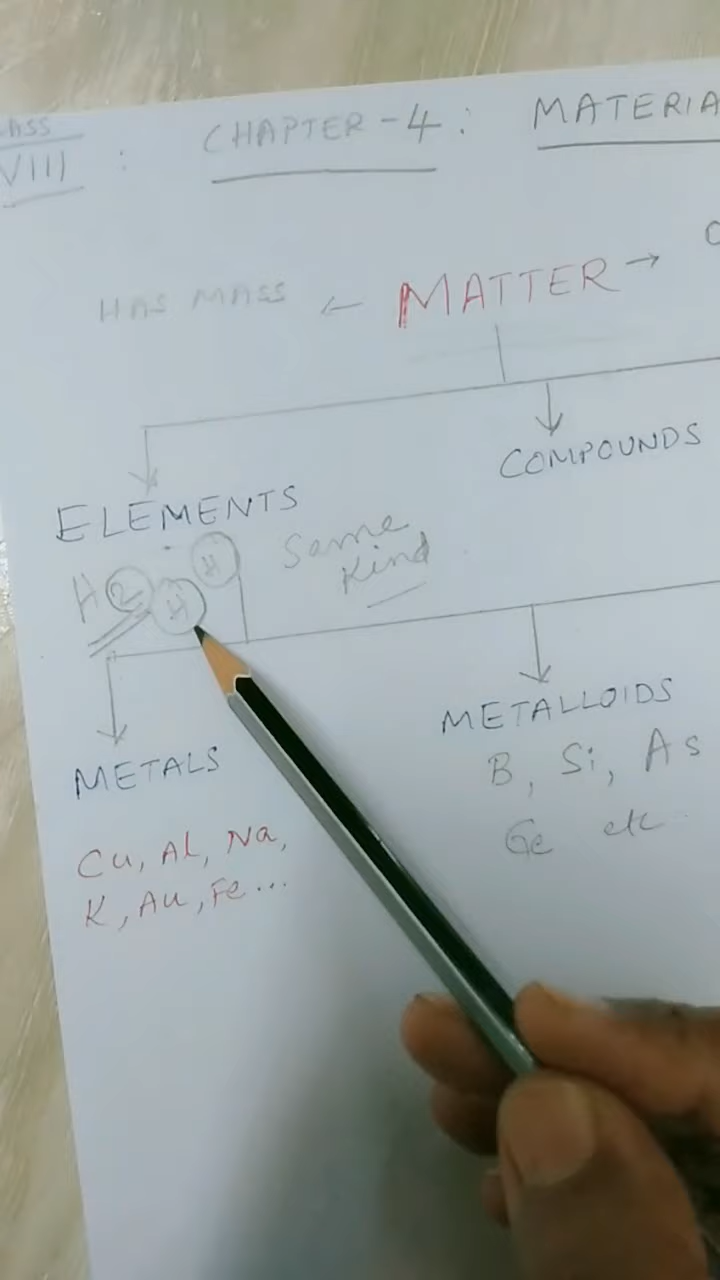 VIII : CHAPTER - 4 : MATERIA
HAS MASS ← MATTER →
ELEMENTS
COMPOUNDS
Same
Kind
H2 H H
METALS
METALLOIDS
Cu, Al, Na,
K, Au, Fe...
B, Si, As
Ge etc